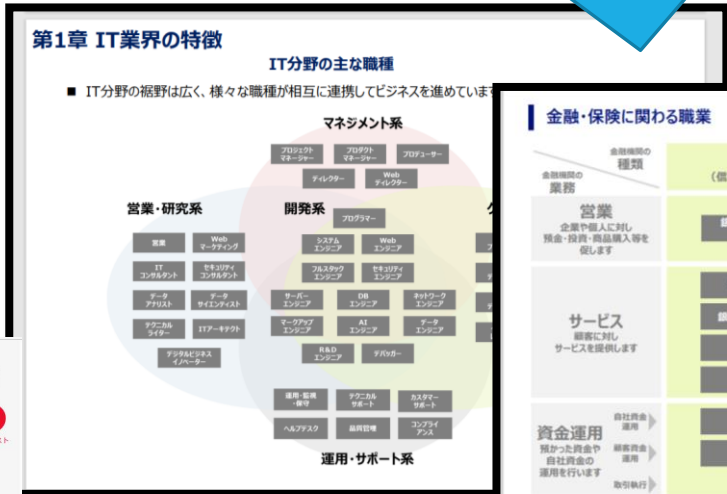 第1章 IT業界の特徴
IT分野の主な職種
■ IT分野の裾野は広く、様々な職種が相互に連携してビジネスを進めています
マネジメント系
プロジェクト
マネージャー
プロダクト
マネージャー
プロデューサー
ディレクター
Web
ディレクター
営業・研究系
営業
Web
マーケティング
IT
コンサルタント
セキュリティ
コンサルタント
データ
アナリスト
データ
サイエンティスト
テクニカル
ライター
ITアーキテクト
デジタルビジネス
イノベーター
開発系
プログラマー
システム
エンジニア
Web
エンジニア
フルスタック
エンジニア
セキュリティ
エンジニア
サーバー
エンジニア
DB
エンジニア
ネットワーク
エンジニア
マークアップ
エンジニア
AI
エンジニア
データ
エンジニア
R&D
エンジニア
デバッガー
運用・監視
・保守
テクニカル
サポート
カスタマー
サポート
ヘルプデスク
品質管理
コンプライ
アンス
運用・サポート系
金融・保険に関わる職業
金融機関の
種類
金融機関の
業務
営業
企業や個人に対し
預金・投資・商品購入等を
促します
サービス
顧客に対し
サービスを提供します
資金運用
預かった資金や
自社資金の
運用を行います
自社資金
運用
顧客資金
運用
取引執行